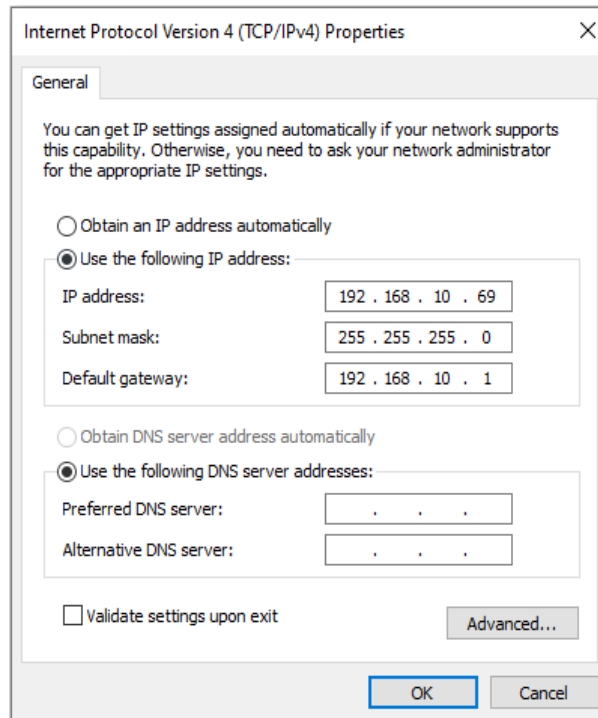 Internet Protocol Version 4 (TCP/IPv4) Properties
General
You can get IP settings assigned automatically if your network supports
this capability. Otherwise, you need to ask your network administrator
for the appropriate IP settings.
Obtain an IP address automatically
Use the following IP address:
IP address: 192 . 168 . 10 . 69
Subnet mask: 255 . 255 . 255 . 0
Default gateway: 192 . 168 . 10 . 1
Obtain DNS server address automatically
Use the following DNS server addresses:
Preferred DNS server: . . .
Alternative DNS server: . . .
Validate settings upon exit
Advanced...
OK Cancel